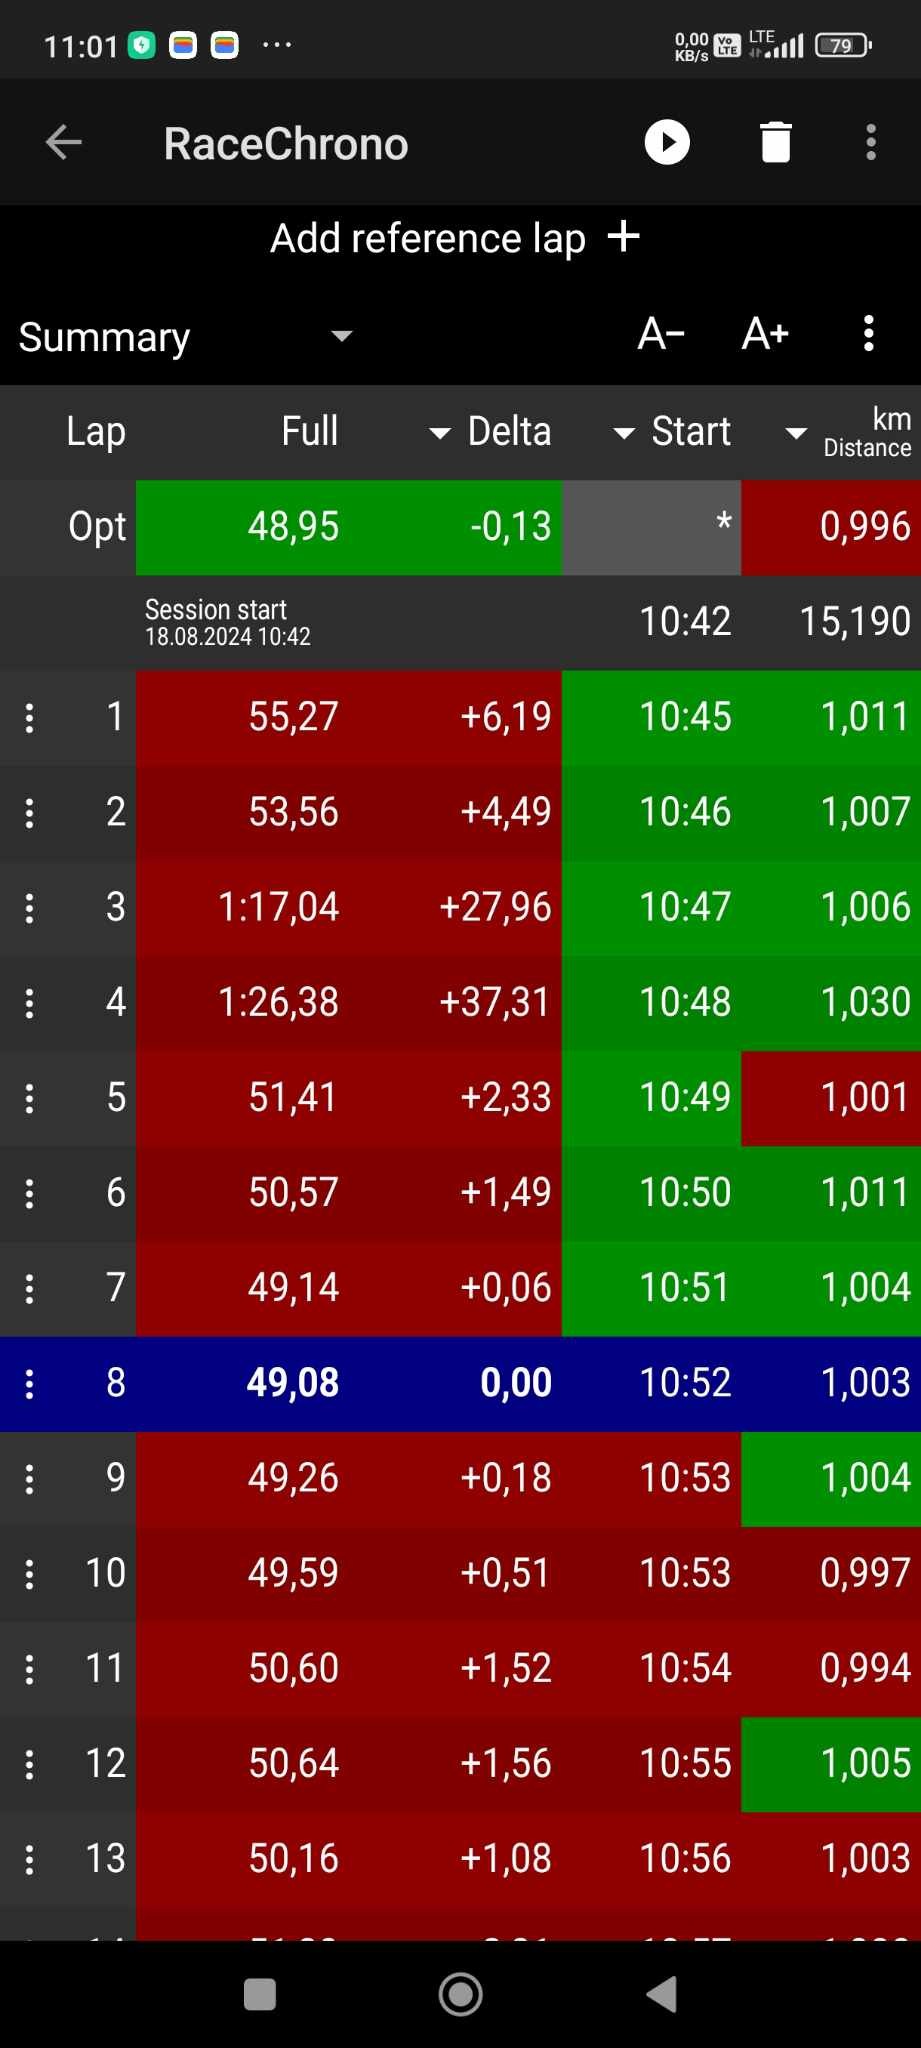 11:01 0,00 KB/s Vo LTE LTE 79
RaceChrono
Add reference lap +
Summary A- A+
Lap Full Delta Start km Distance
Opt 48,95 -0,13 * 0,996
Session start 18.08.2024 10:42 10:42 15,190
1 55,27 +6,19 10:45 1,011
2 53,56 +4,49 10:46 1,007
3 1:17,04 +27,96 10:47 1,006
4 1:26,38 +37,31 10:48 1,030
5 51,41 +2,33 10:49 1,001
6 50,57 +1,49 10:50 1,011
7 49,14 +0,06 10:51 1,004
8 49,08 0,00 10:52 1,003
9 49,26 +0,18 10:53 1,004
10 49,59 +0,51 10:53 0,997
11 50,60 +1,52 10:54 0,994
12 50,64 +1,56 10:55 1,005
13 50,16 +1,08 10:56 1,003